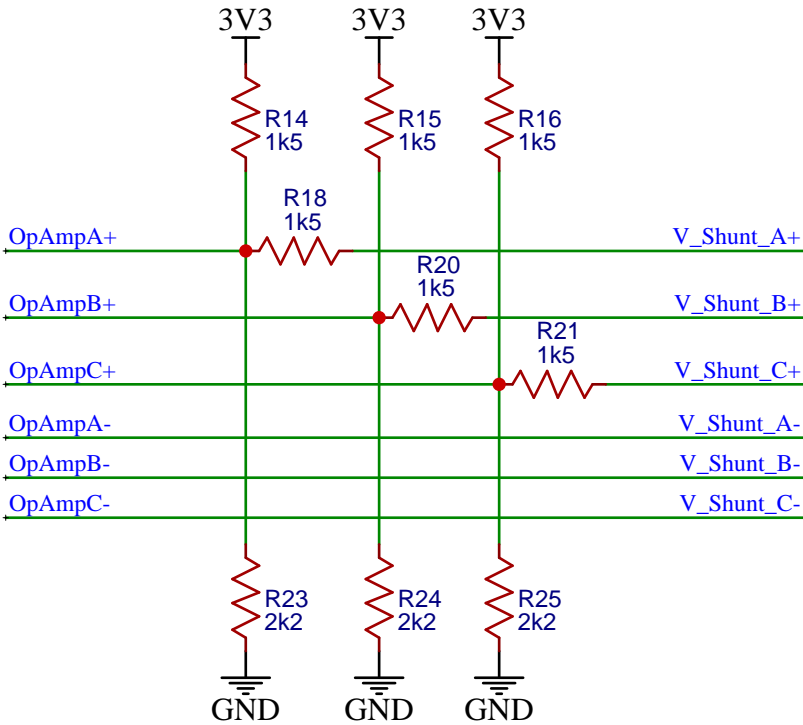 3V3 3V3 3V3
R14 R15 R16
1k5 1k5 1k5
R18
1k5
OpAmpA+ V_Shunt_A+
R20
1k5
OpAmpB+ V_Shunt_B+
R21
1k5
OpAmpC+ V_Shunt_C+
OpAmpA- V_Shunt_A-
OpAmpB- V_Shunt_B-
OpAmpC- V_Shunt_C-
R23 R24 R25
2k2 2k2 2k2
GND GND GND